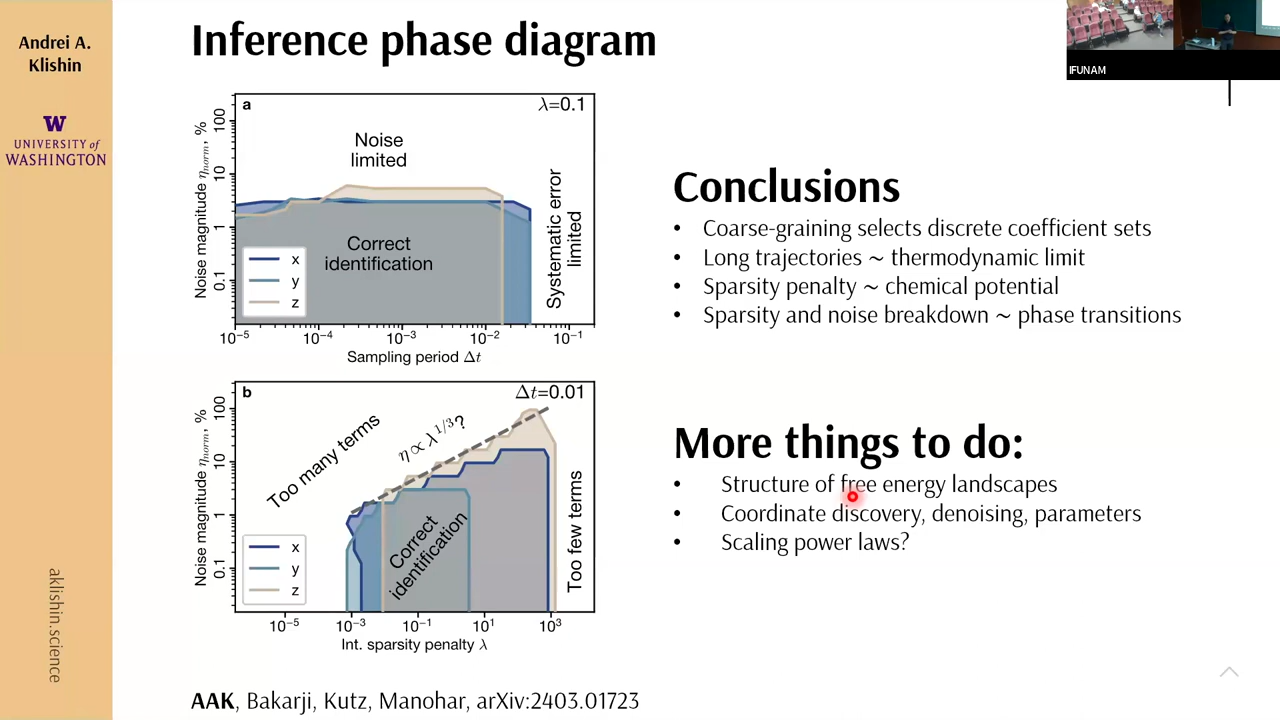 Andrei A.
Klishin
W
UNIVERSITY of
WASHINGTON
aklishin.science
Inference phase diagram
IFUNAM
a
λ=0.1
Noise
limited
Correct
identification
Systematic error
limited
Noise magnitude η_norm, %
100
10
1
0.1
x
y
z
10⁻⁵
10⁻⁴
10⁻³
10⁻²
10⁻¹
Sampling period Δt
b
Δt=0.01
Too many terms
η ∝ λ^1/3?
Correct
identification
Too few terms
Noise magnitude η_norm, %
100
10
1
0.1
x
y
z
10⁻⁵
10⁻³
10⁻¹
10¹
10³
Int. sparsity penalty λ
Conclusions
• Coarse-graining selects discrete coefficient sets
• Long trajectories ~ thermodynamic limit
• Sparsity penalty ~ chemical potential
• Sparsity and noise breakdown ~ phase transitions
More things to do:
• Structure of free energy landscapes
• Coordinate discovery, denoising, parameters
• Scaling power laws?
AAK, Bakarji, Kutz, Manohar, arXiv:2403.01723